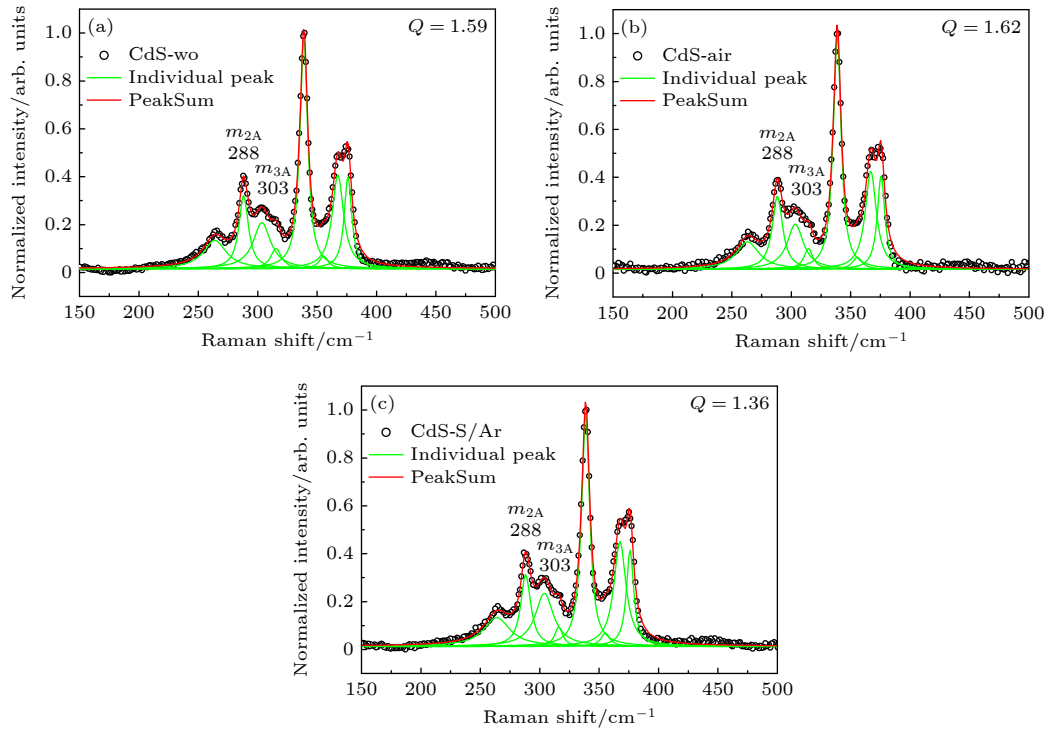 (a)
Q = 1.59
CdS-wo
Individual peak
PeakSum
m2A
288
m3A
303
Normalized intensity/arb. units
1.0
0.8
0.6
0.4
0.2
0
150 200 250 300 350 400 450 500
Raman shift/cm−1
(b)
Q = 1.62
CdS-air
Individual peak
PeakSum
m2A
288
m3A
303
Normalized intensity/arb. units
1.0
0.8
0.6
0.4
0.2
0
150 200 250 300 350 400 450 500
Raman shift/cm−1
(c)
Q = 1.36
CdS-S/Ar
Individual peak
PeakSum
m2A
288
m3A
303
Normalized intensity/arb. units
1.0
0.8
0.6
0.4
0.2
0
150 200 250 300 350 400 450 500
Raman shift/cm−1